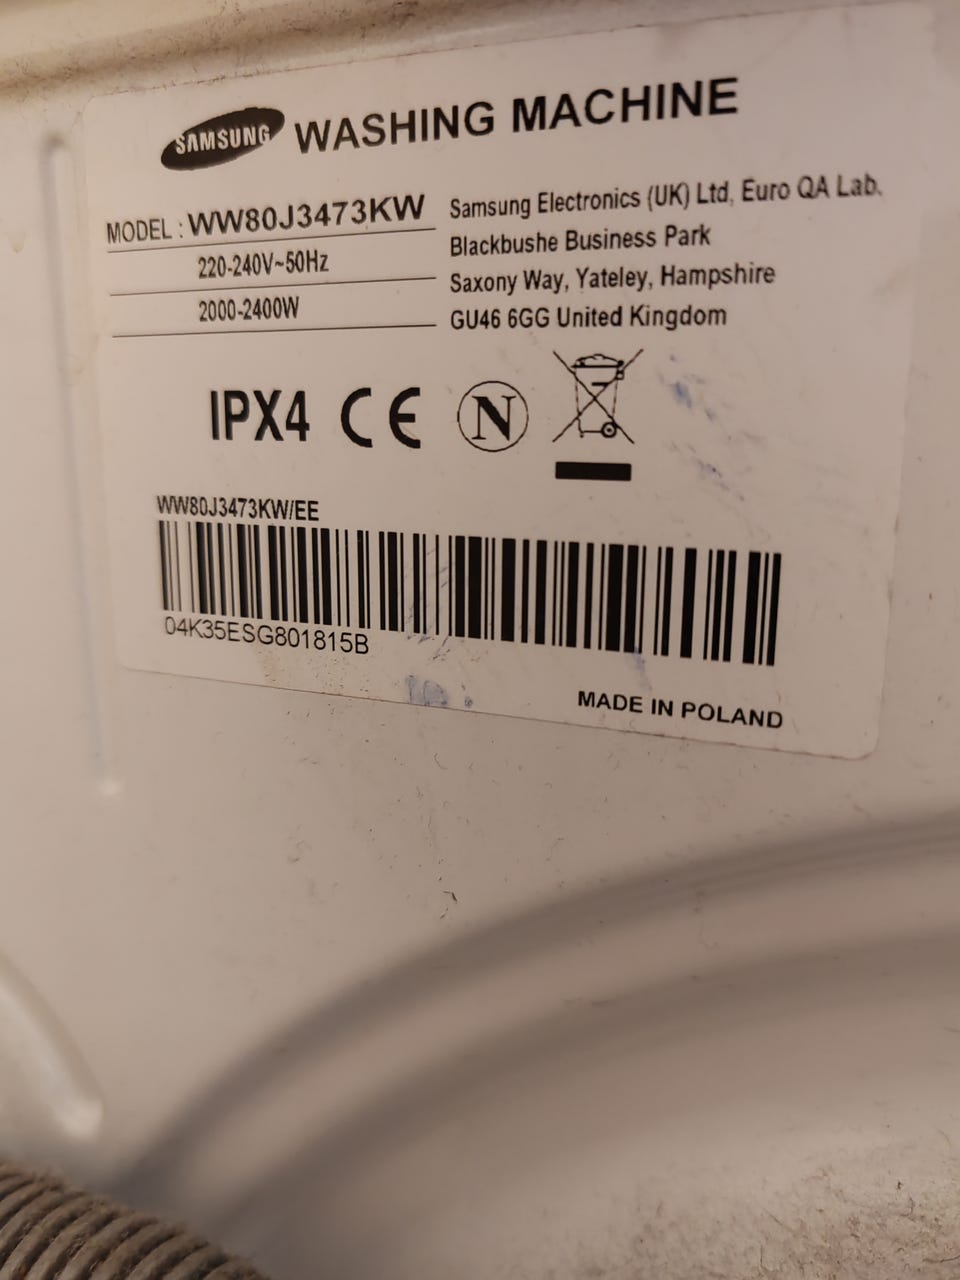 SAMSUNG WASHING MACHINE
MODEL : WW80J3473KW
220-240V~50Hz
2000-2400W
Samsung Electronics (UK) Ltd, Euro QA Lab.
Blackbushe Business Park
Saxony Way, Yateley, Hampshire
GU46 6GG United Kingdom
IPX4 CE N
WW80J3473KW/EE
04K35ESG801815B
MADE IN POLAND